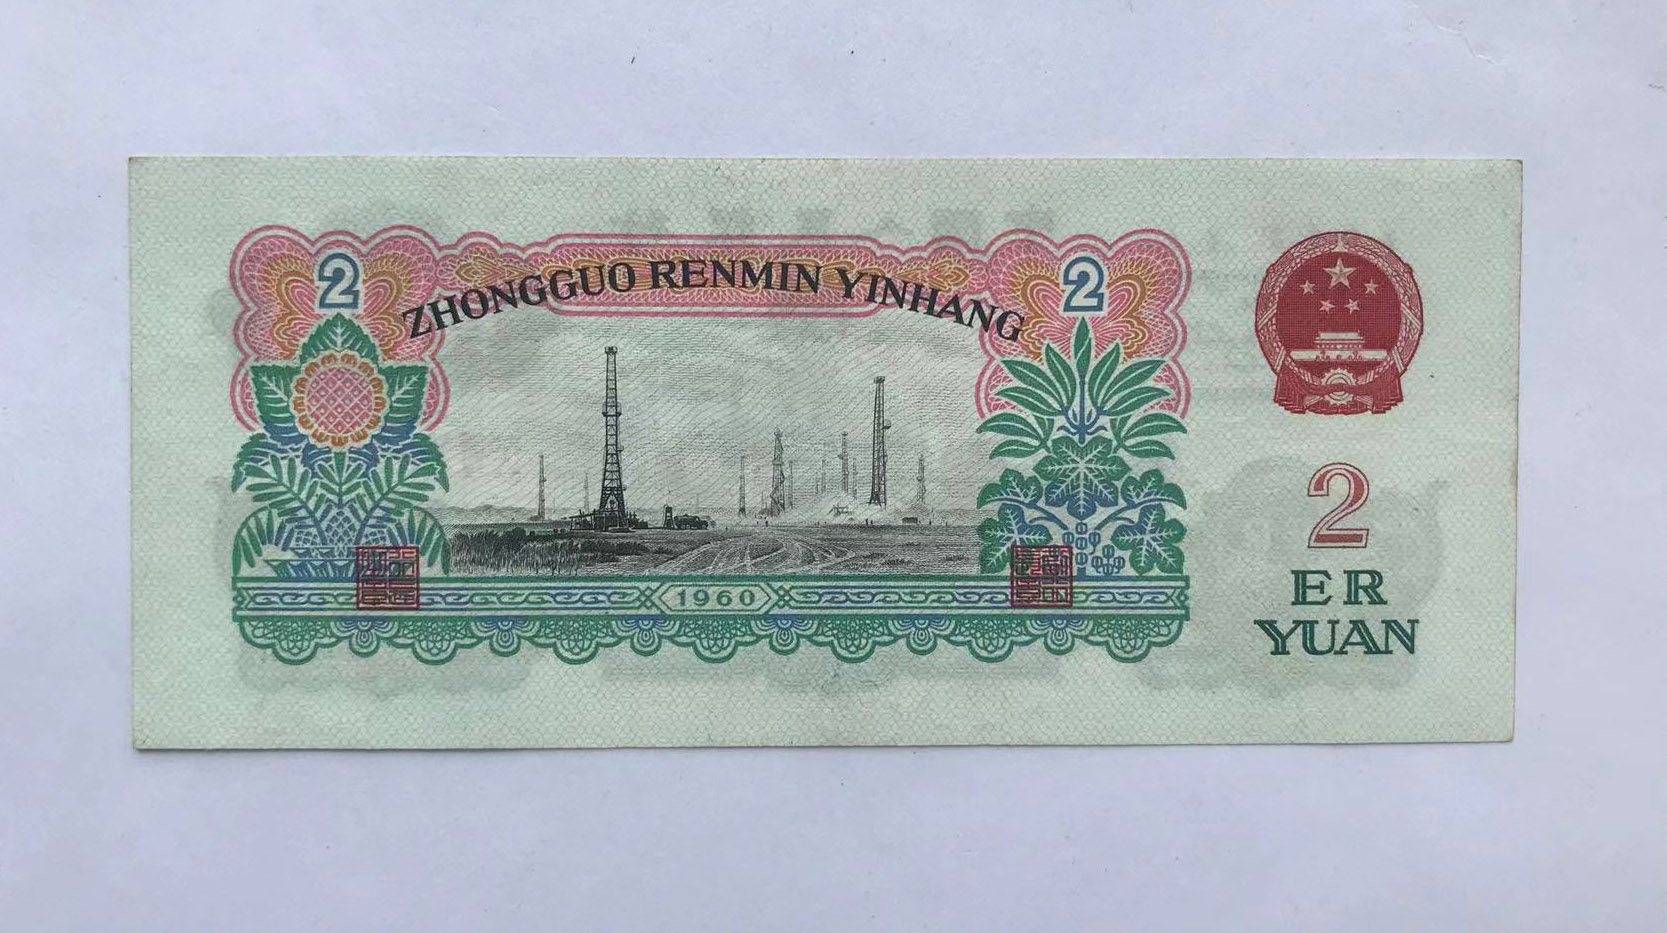 2
ZHONGGUO RENMIN YINHANG
2
1960
2
ER
YUAN